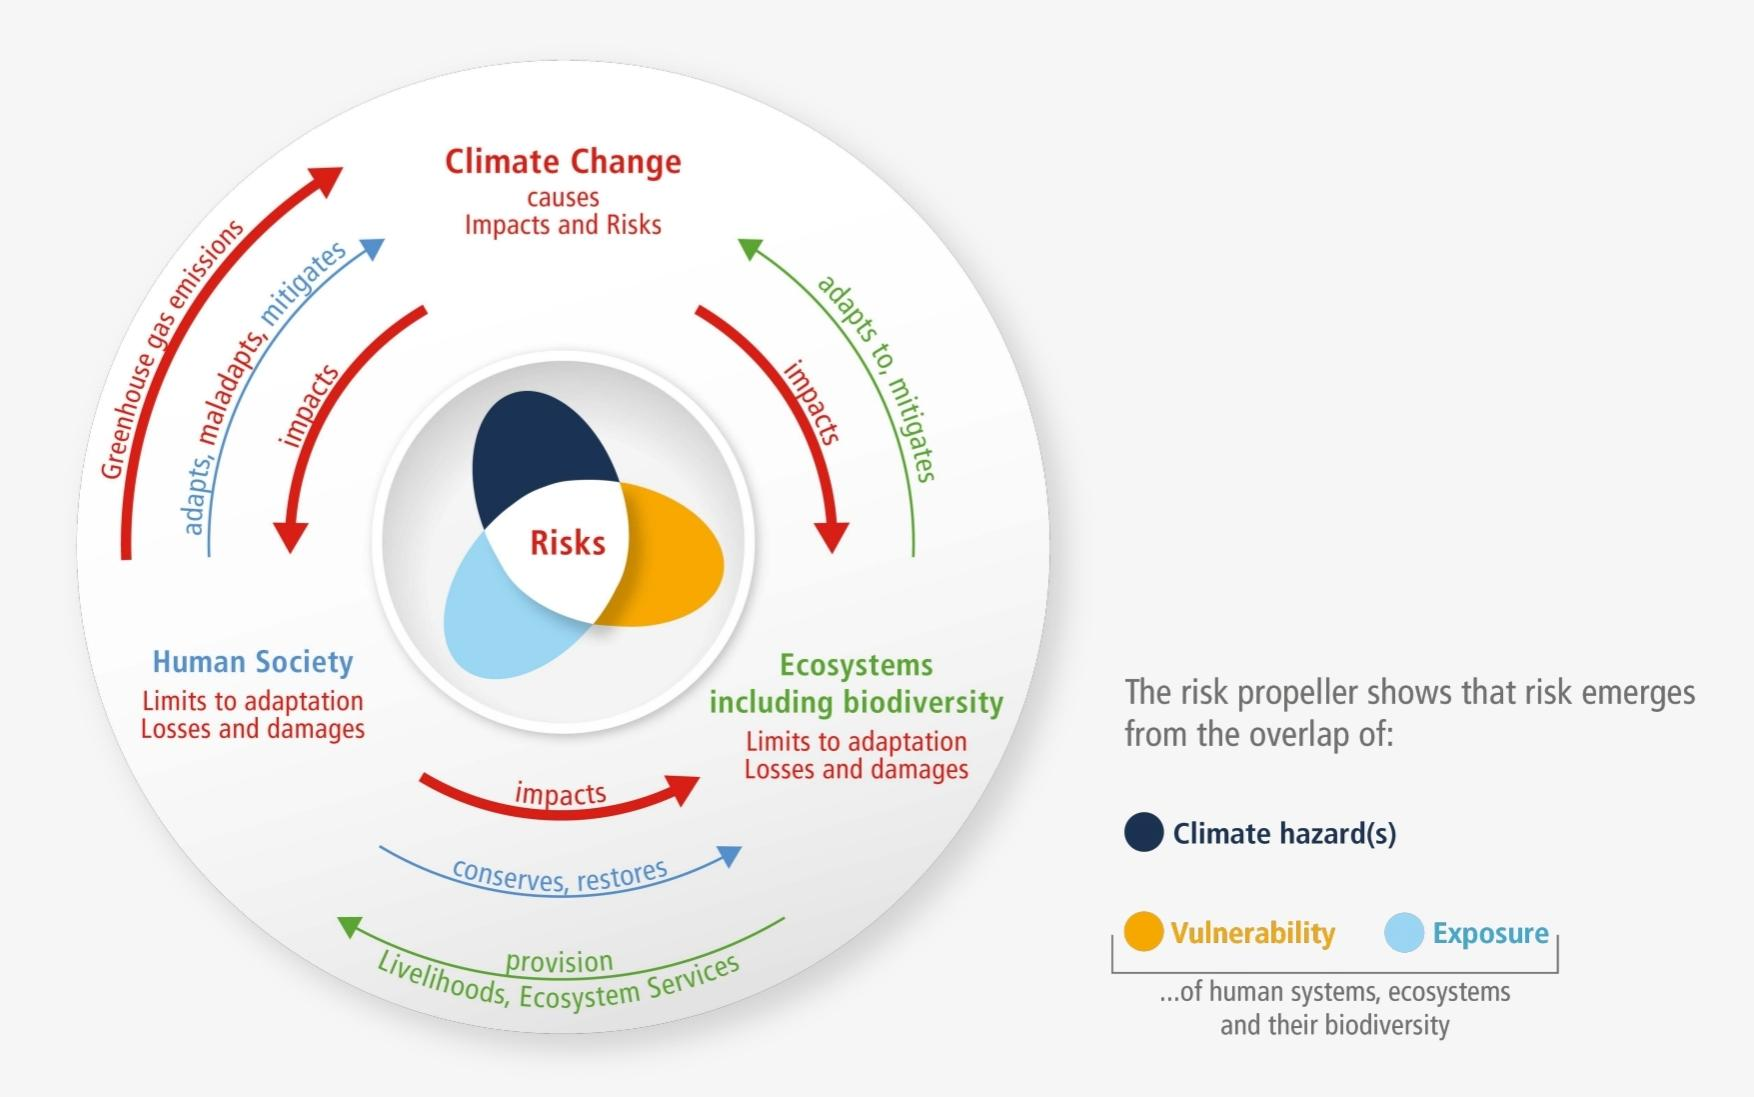 Climate Change
causes
Impacts and Risks
Greenhouse gas emissions
adapts, maladapts, mitigates
impacts
impacts
adapts to, mitigates
Risks
Human Society
Limits to adaptation
Losses and damages
Ecosystems
including biodiversity
Limits to adaptation
Losses and damages
impacts
conserves, restores
provision
Livelihoods, Ecosystem Services
The risk propeller shows that risk emerges
from the overlap of:
Climate hazard(s)
Vulnerability Exposure
...of human systems, ecosystems
and their biodiversity